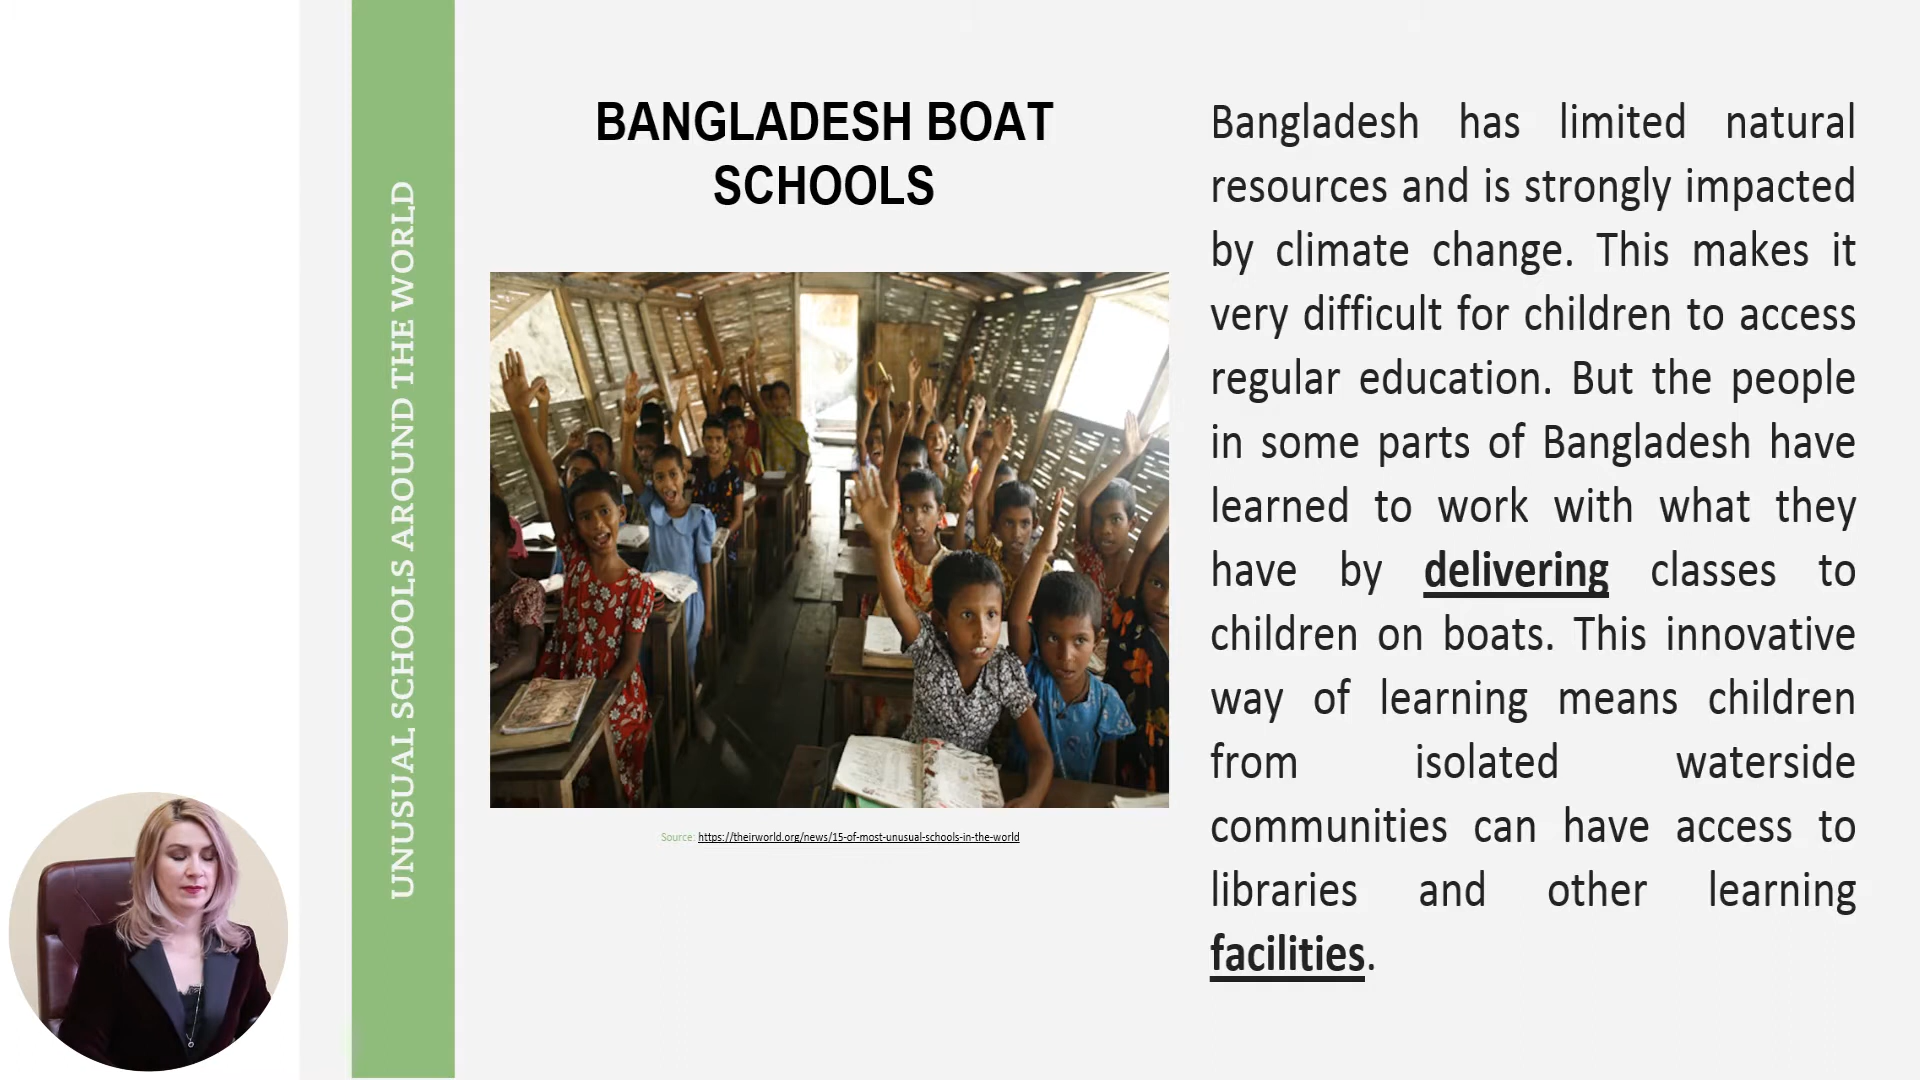 UNUSUAL SCHOOLS AROUND THE WORLD
BANGLADESH BOAT
SCHOOLS
Source: https://theirworld.org/news/15-of-most-unusual-schools-in-the-world
Bangladesh has limited natural
resources and is strongly impacted
by climate change. This makes it
very difficult for children to access
regular education. But the people
in some parts of Bangladesh have
learned to work with what they
have by delivering classes to
children on boats. This innovative
way of learning means children
from isolated waterside
communities can have access to
libraries and other learning
facilities.